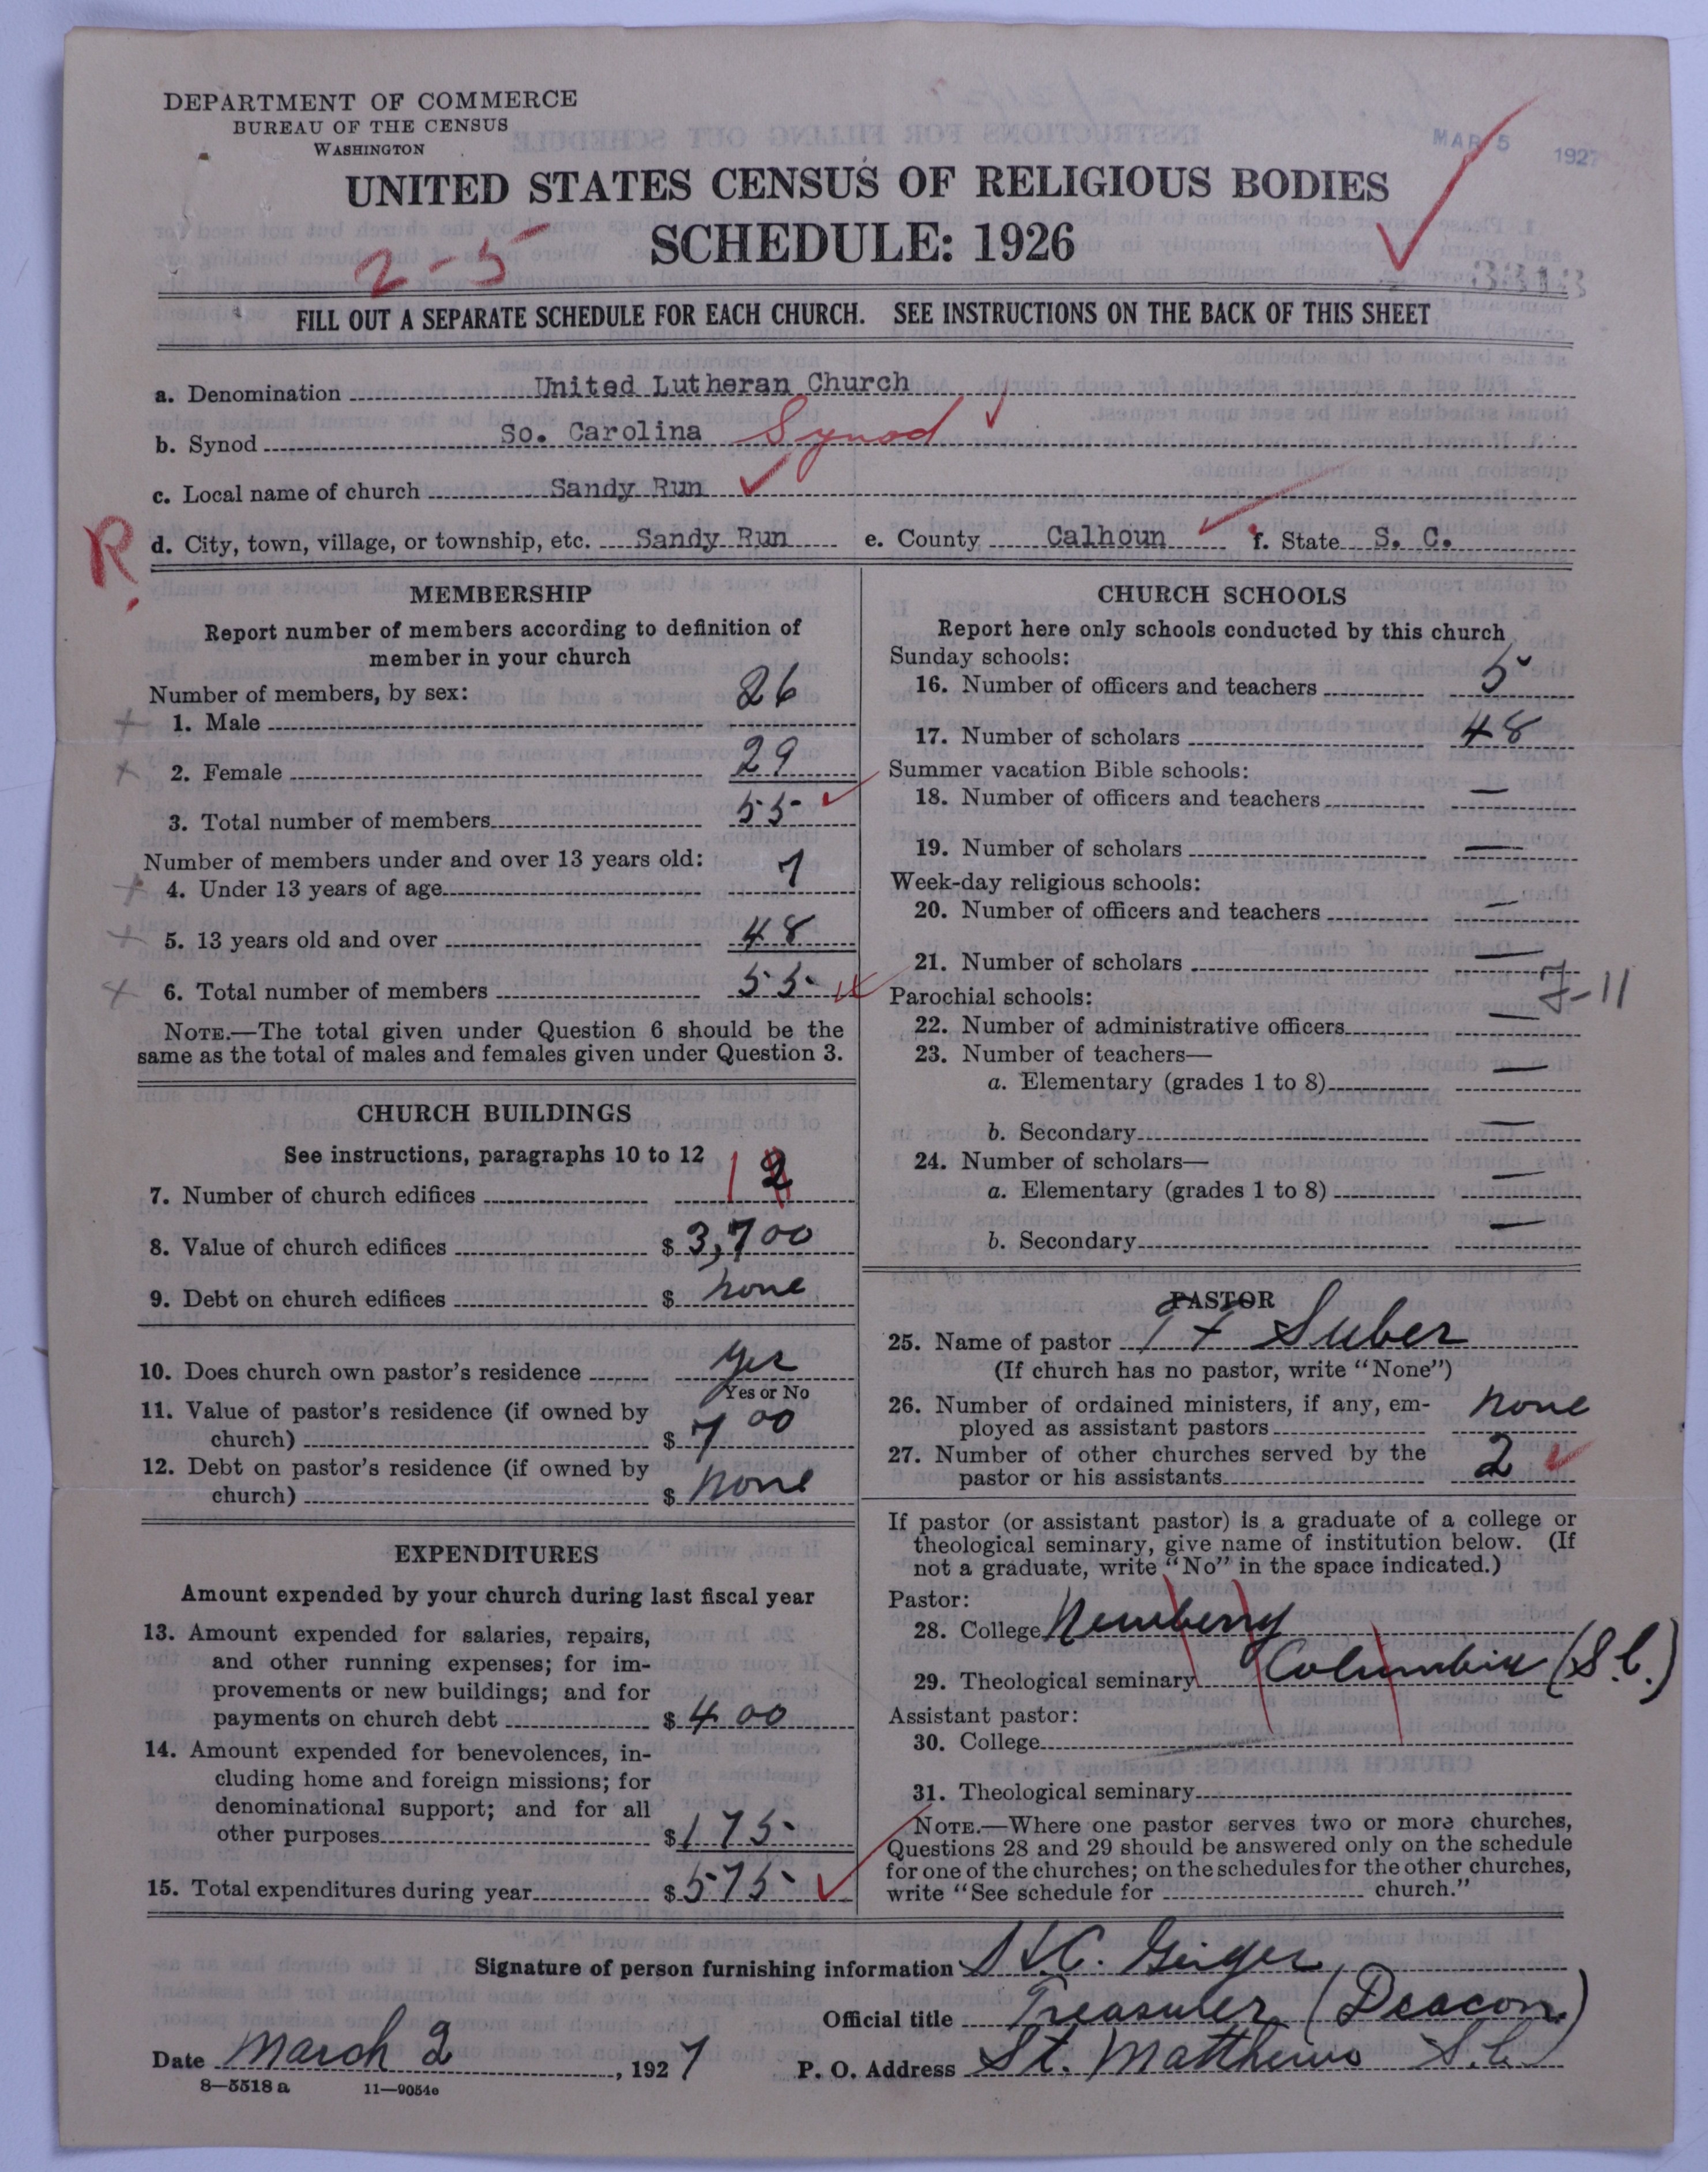 DEPARTMENT OF COMMERCE
BUREAU OF THE CENSUS
WASHINGTON
MAR 5 1927
UNITED STATES CENSUS OF RELIGIOUS BODIES
SCHEDULE: 1926
2-5
FILL OUT A SEPARATE SCHEDULE FOR EACH CHURCH. SEE INSTRUCTIONS ON THE BACK OF THIS SHEET
a. Denomination United Lutheran Church
b. Synod So. Carolina Synod
c. Local name of church Sandy Run
R.
d. City, town, village, or township, etc. Sandy Run e. County Calhoun f. State S. C.
MEMBERSHIP
Report number of members according to definition of
member in your church
Number of members, by sex:
1. Male 26
2. Female 29
3. Total number of members 55
Number of members under and over 13 years old:
4. Under 13 years of age 7
5. 13 years old and over 48
6. Total number of members 55
NOTE.—The total given under Question 6 should be the
same as the total of males and females given under Question 3.
CHURCH BUILDINGS
See instructions, paragraphs 10 to 12
7. Number of church edifices 1 2
8. Value of church edifices $ 3,700
9. Debt on church edifices $ none
10. Does church own pastor's residence yes
Yes or No
11. Value of pastor's residence (if owned by
church) $ 700
12. Debt on pastor's residence (if owned by
church) $ none
EXPENDITURES
Amount expended by your church during last fiscal year
13. Amount expended for salaries, repairs,
and other running expenses; for im-
provements or new buildings; and for
payments on church debt $ 400
14. Amount expended for benevolences, in-
cluding home and foreign missions; for
denominational support; and for all
other purposes $ 175
15. Total expenditures during year $ 575
CHURCH SCHOOLS
Report here only schools conducted by this church
Sunday schools:
16. Number of officers and teachers 5
17. Number of scholars 48
Summer vacation Bible schools:
18. Number of officers and teachers —
19. Number of scholars —
Week-day religious schools:
20. Number of officers and teachers —
21. Number of scholars —
7-11
Parochial schools:
22. Number of administrative officers —
23. Number of teachers—
a. Elementary (grades 1 to 8) —
b. Secondary —
24. Number of scholars—
a. Elementary (grades 1 to 8) —
b. Secondary —
PASTOR
25. Name of pastor Suber
(If church has no pastor, write "None")
26. Number of ordained ministers, if any, em-
ployed as assistant pastors none
27. Number of other churches served by the
pastor or his assistants 2
If pastor (or assistant pastor) is a graduate of a college or
theological seminary, give name of institution below. (If
not a graduate, write "No" in the space indicated.)
Pastor:
28. College Newberry
29. Theological seminary Columbia (S.C.)
Assistant pastor:
30. College
31. Theological seminary
NOTE.—Where one pastor serves two or more churches,
Questions 28 and 29 should be answered only on the schedule
for one of the churches; on the schedules for the other churches,
write "See schedule for church."
Signature of person furnishing information Geiger
Official title Treasuler (Deacon)
Date March 2, 1927 P. O. Address St. Matthews S.C.
8—5518 a 11—9054e